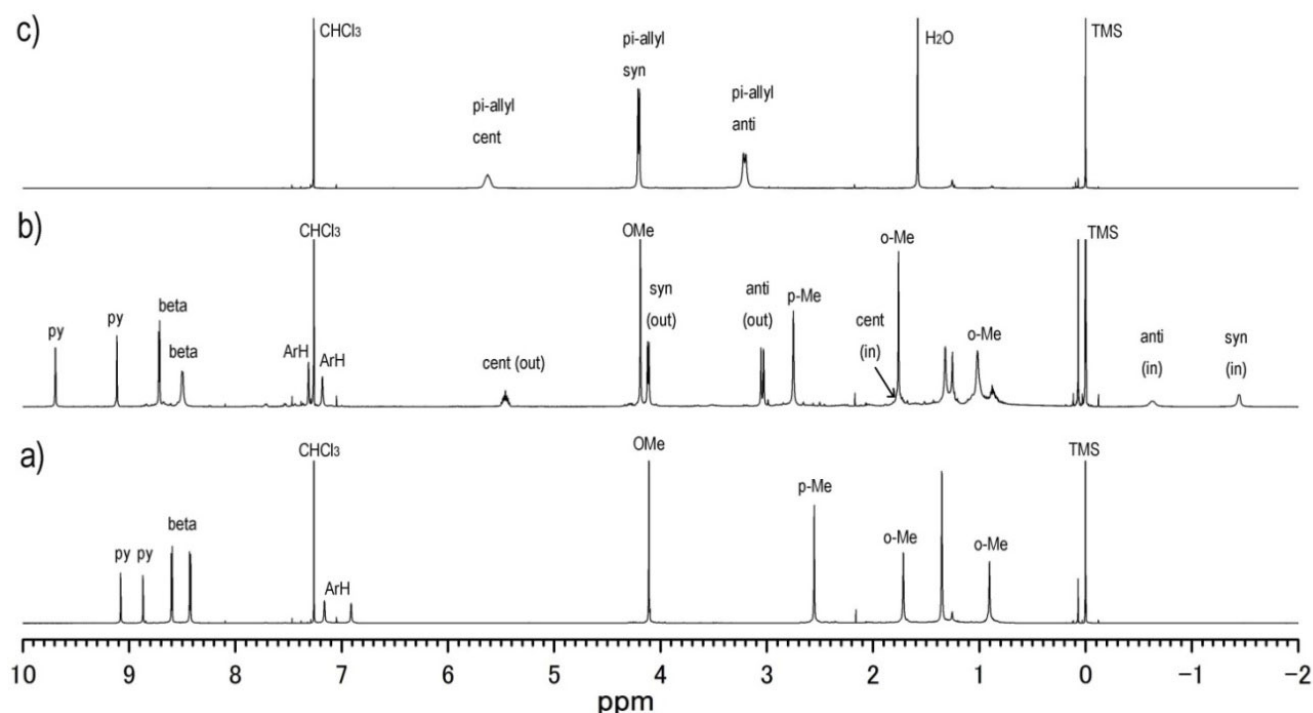 c)
CHCl3
pi-allyl
cent
pi-allyl
syn
pi-allyl
anti
H2O
TMS
b)
py
py
beta
beta
ArH
CHCl3
ArH
cent (out)
OMe
syn
(out)
anti
(out)
p-Me
cent
(in)
o-Me
o-Me
TMS
anti
(in)
syn
(in)
a)
py py
beta
CHCl3
ArH
OMe
p-Me
o-Me
o-Me
TMS
10 9 8 7 6 5 4 3 2 1 0 −1 −2
ppm